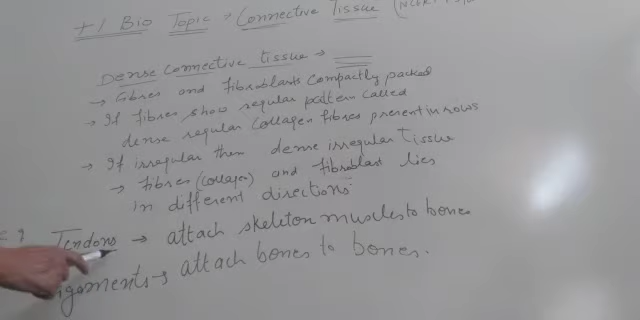 +1 Bio Topic → Connective Tissue (NCERT
Dense Connective tissue →
→ Fibres and fibroblasts compactly packed
→ If fibres show regular pattern called
dense regular collagen fibres present in rows
→ If irregular then dense irregular tissue
→ fibres (collagen) and fibroblast lies
in different directions.
Tendons → attach skeleton muscles to bones
igaments → attach bones to bones.